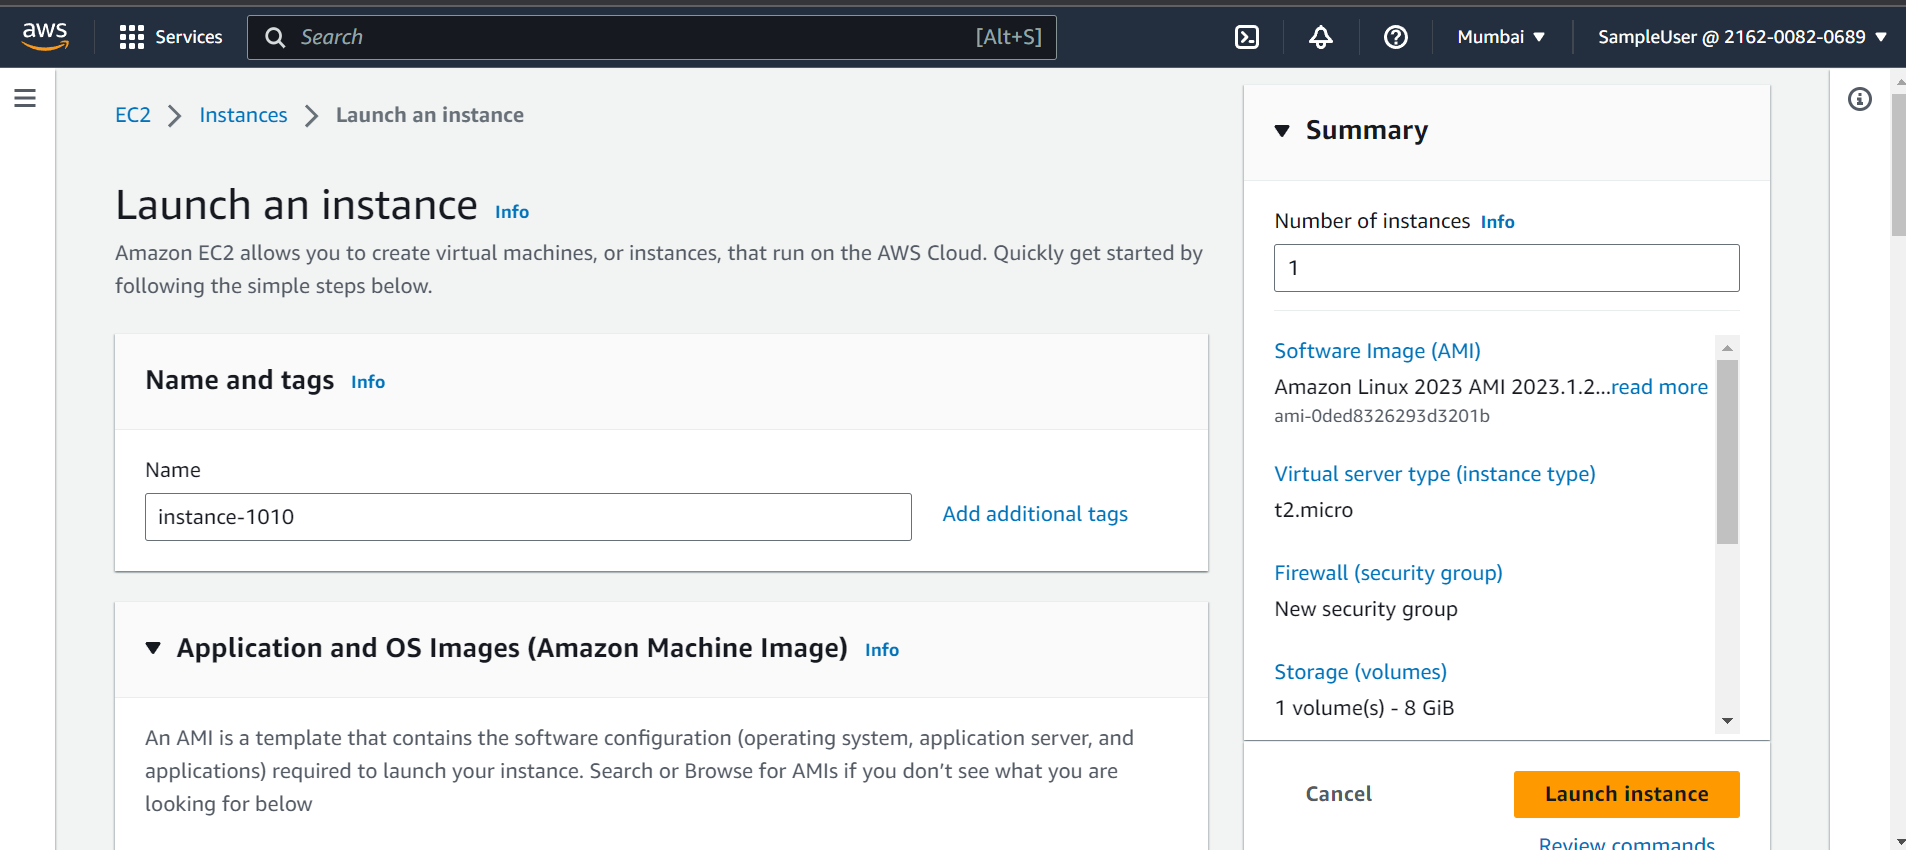 aws
Services
Search [Alt+S]
Mumbai
SampleUser @ 2162-0082-0689
EC2 Instances Launch an instance
Launch an instance Info
Amazon EC2 allows you to create virtual machines, or instances, that run on the AWS Cloud. Quickly get started by
following the simple steps below.
Name and tags Info
Name
instance-1010
Add additional tags
Application and OS Images (Amazon Machine Image) Info
An AMI is a template that contains the software configuration (operating system, application server, and
applications) required to launch your instance. Search or Browse for AMIs if you don’t see what you are
looking for below
Summary
Number of instances Info
1
Software Image (AMI)
Amazon Linux 2023 AMI 2023.1.2...read more
ami-0ded8326293d3201b
Virtual server type (instance type)
t2.micro
Firewall (security group)
New security group
Storage (volumes)
1 volume(s) - 8 GiB
Cancel
Launch instance
Review commands